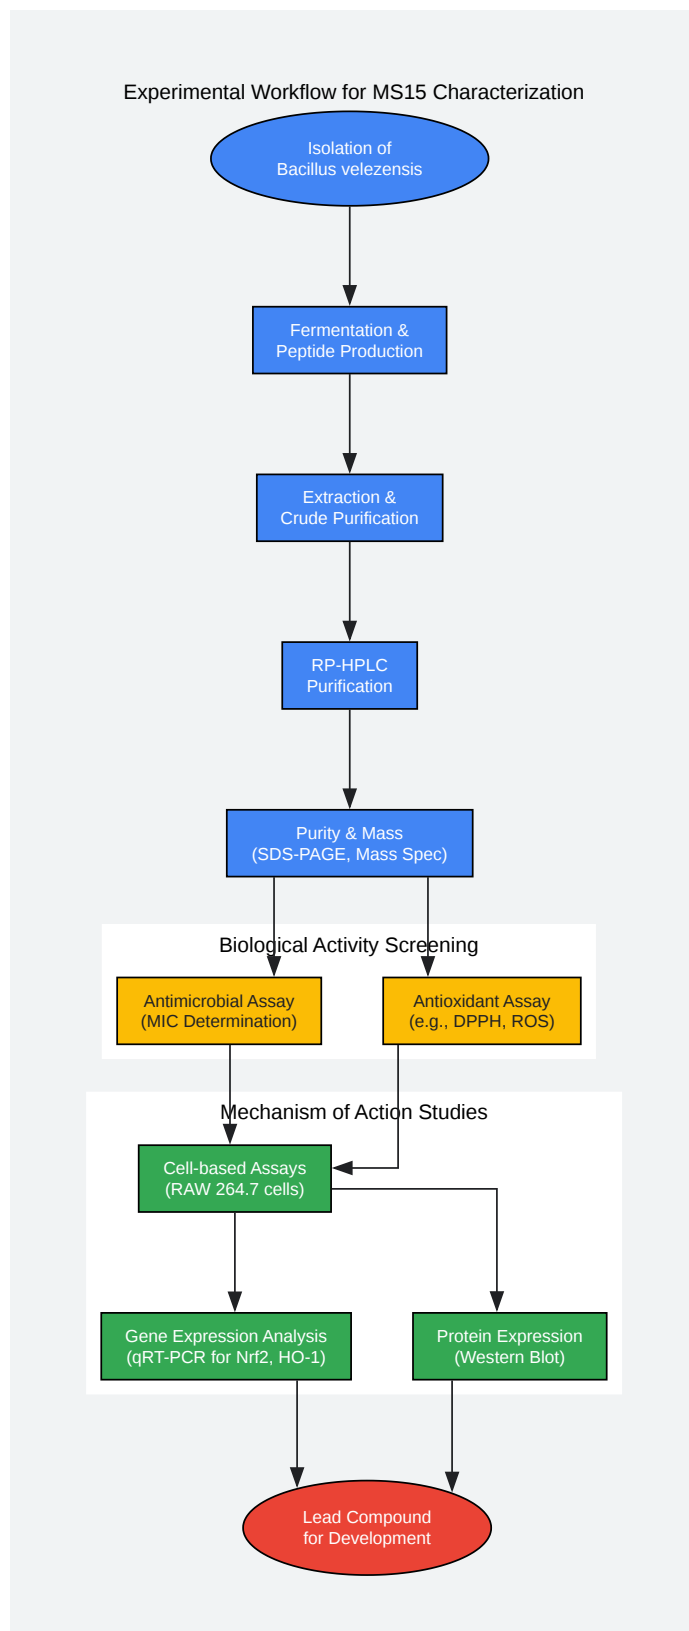 Experimental Workflow for MS15 Characterization
Isolation of
Bacillus velezensis
Fermentation &
Peptide Production
Extraction &
Crude Purification
RP-HPLC
Purification
Purity & Mass
(SDS-PAGE, Mass Spec)
Biological Activity Screening
Antimicrobial Assay
(MIC Determination)
Antioxidant Assay
(e.g., DPPH, ROS)
Mechanism of Action Studies
Cell-based Assays
(RAW 264.7 cells)
Gene Expression Analysis
(qRT-PCR for Nrf2, HO-1)
Protein Expression
(Western Blot)
Lead Compound
for Development